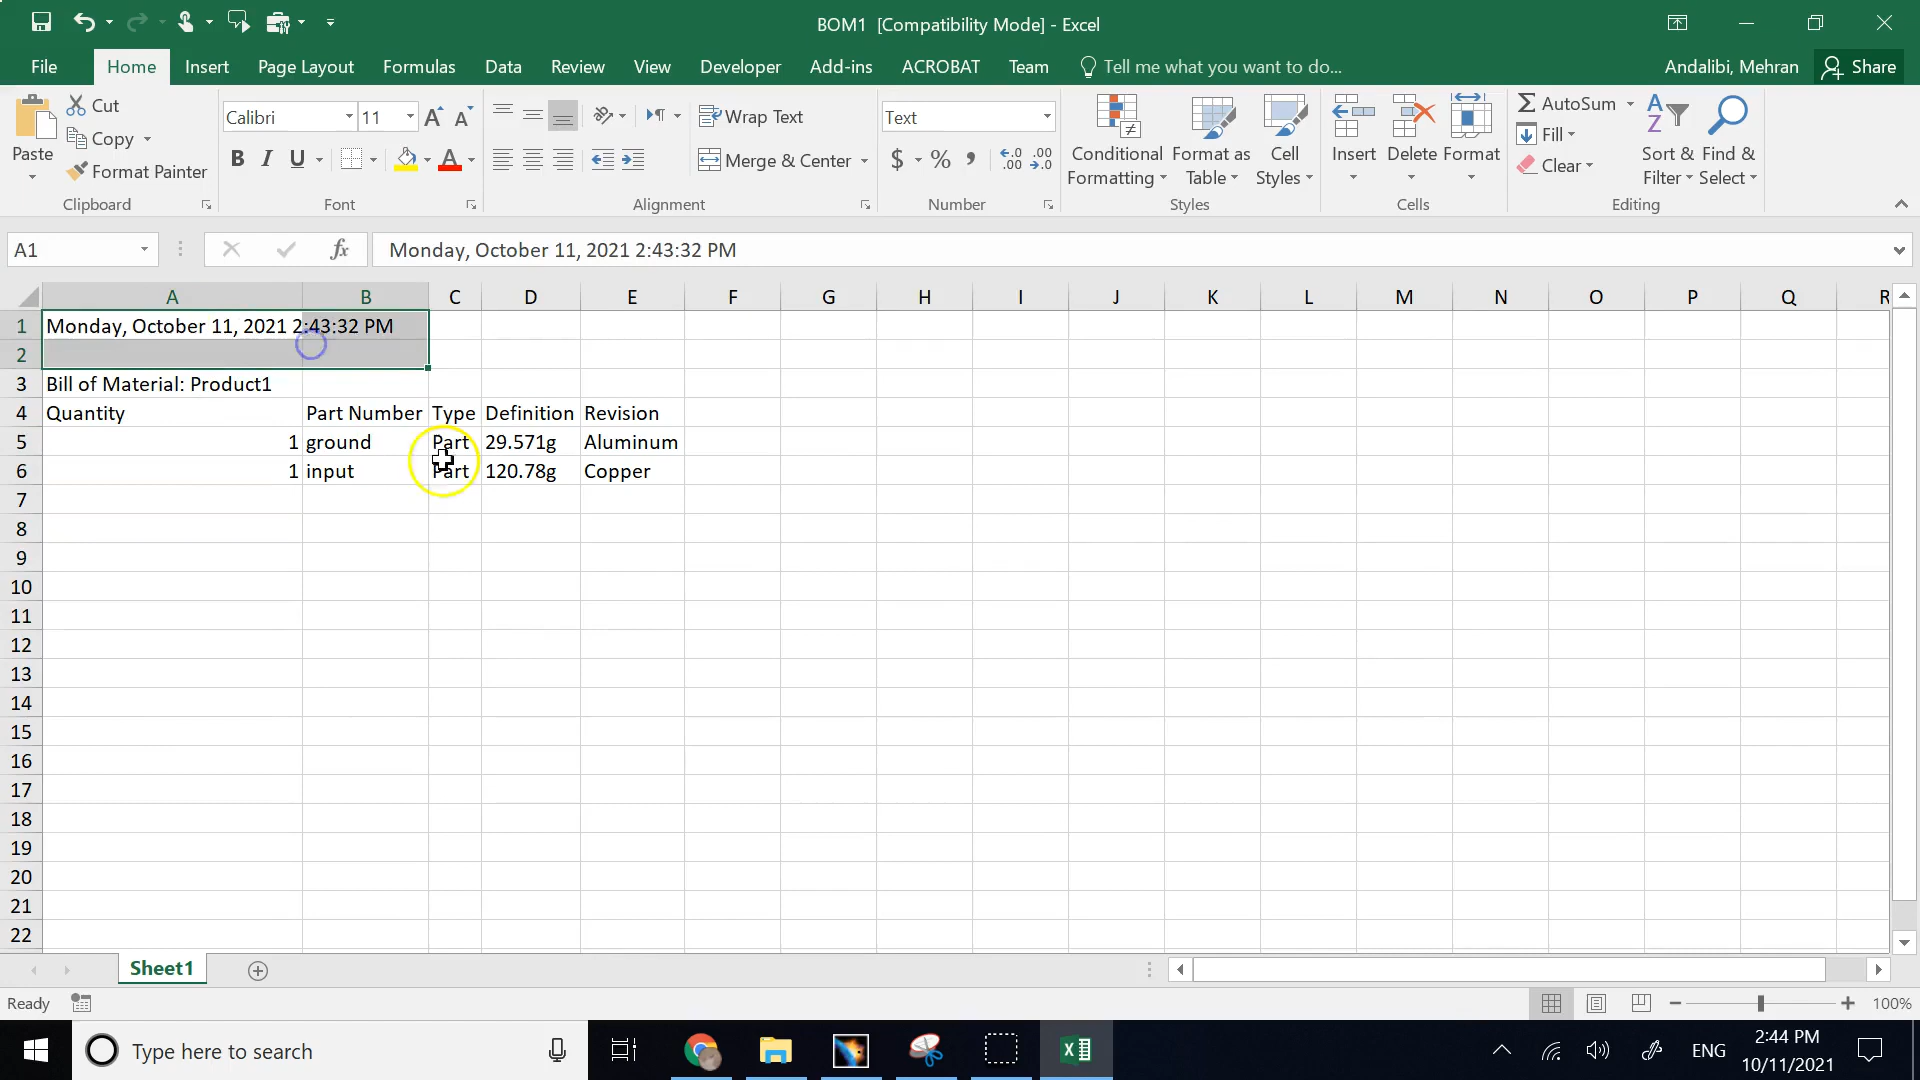 BOM1 [Compatibility Mode] - Excel
File Home Insert Page Layout Formulas Data Review View Developer Add-ins ACROBAT Team Tell me what you want to do... Andalibi, Mehran Share
Paste Cut Copy Format Painter
Calibri 11
B I U A
Wrap Text
Merge & Center
Text
$ % , .0 .00 .00 .0
Conditional Formatting
Format as Table
Cell Styles
Insert Delete Format
AutoSum
Fill
Clear
Sort & Filter
Find & Select
Clipboard Font Alignment Number Styles Cells Editing
A1 fx Monday, October 11, 2021 2:43:32 PM
A B C D E F G H I J K L M N O P Q R
1 Monday, October 11, 2021 2:43:32 PM
2
3 Bill of Material: Product1
4 Quantity Part Number Type Definition Revision
5 1 ground Part 29.571g Aluminum
6 1 input Part 120.78g Copper
7
8
9
10
11
12
13
14
15
16
17
18
19
20
21
22
Sheet1
Ready 100%
Type here to search ENG 2:44 PM
10/11/2021